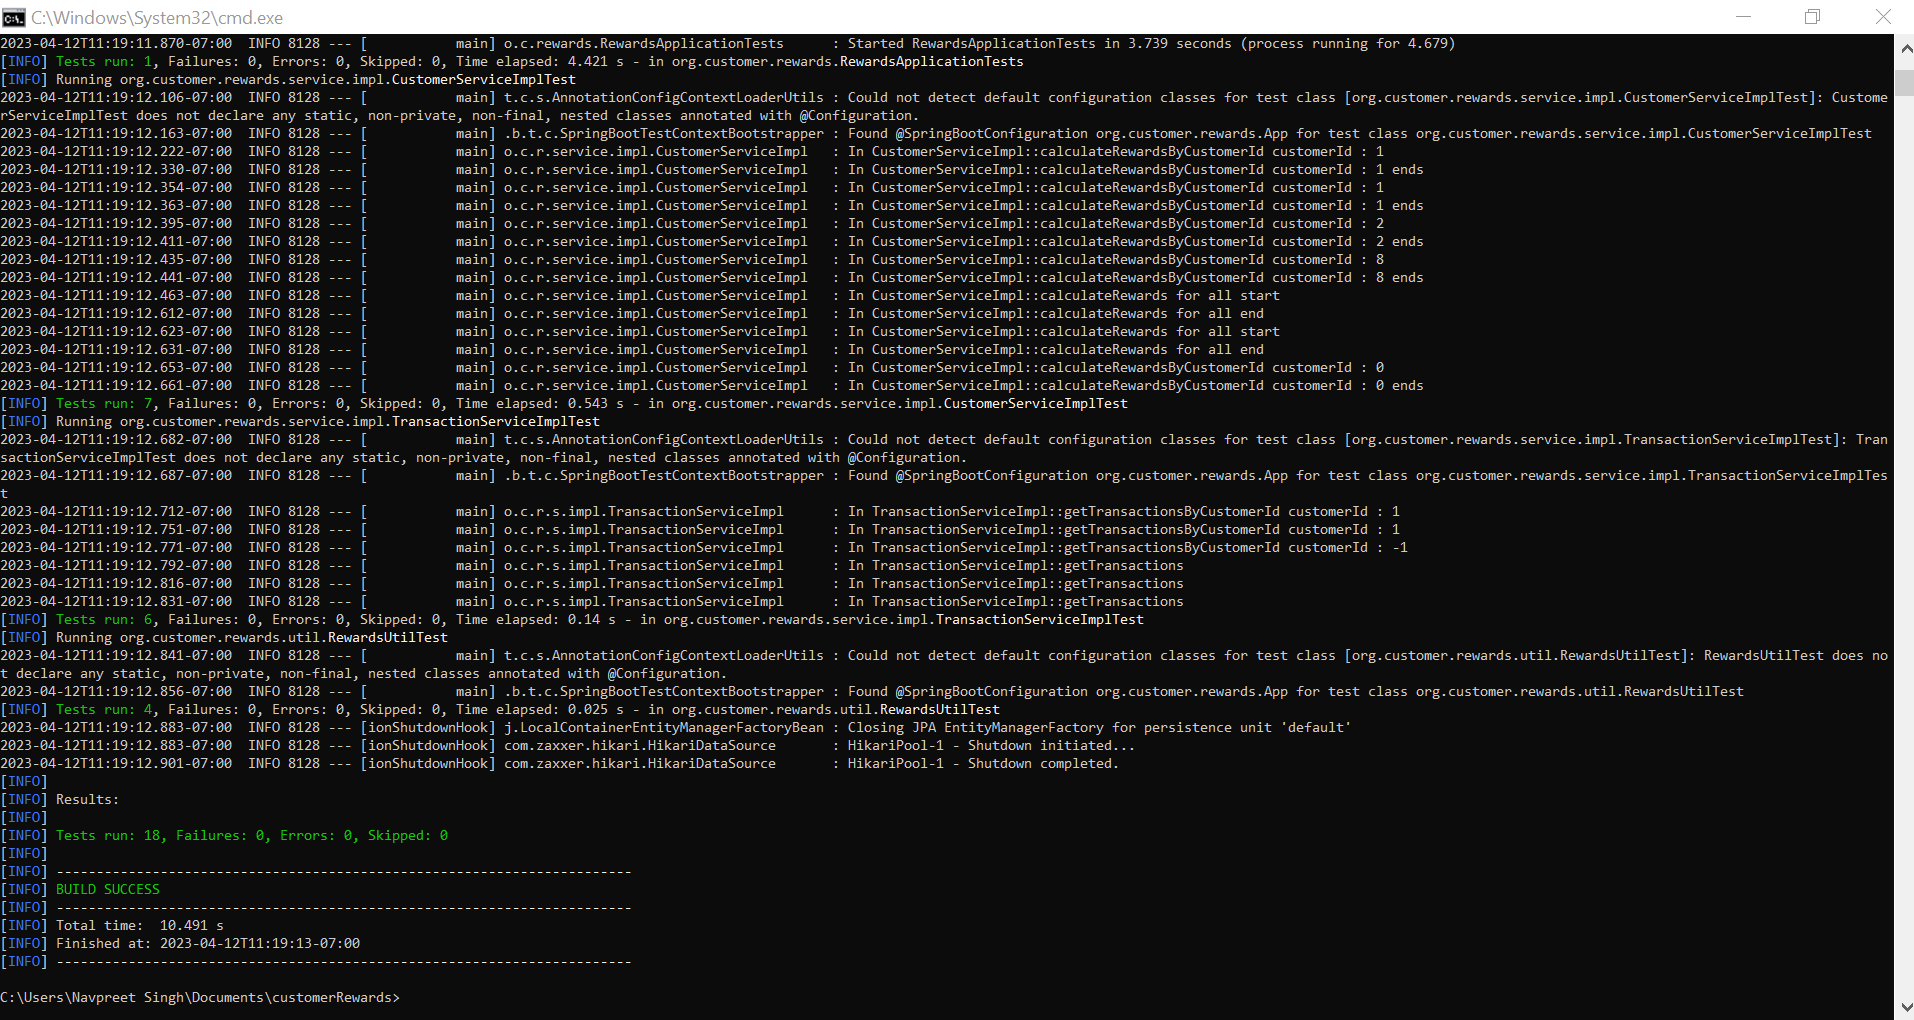 C:\Windows\System32\cmd.exe
2023-04-12T11:19:11.870-07:00  INFO 8128 --- [           main] o.c.rewards.RewardsApplicationTests      : Started RewardsApplicationTests in 3.739 seconds (process running for 4.679)
[INFO] Tests run: 1, Failures: 0, Errors: 0, Skipped: 0, Time elapsed: 4.421 s - in org.customer.rewards.RewardsApplicationTests
[INFO] Running org.customer.rewards.service.impl.CustomerServiceImplTest
2023-04-12T11:19:12.106-07:00  INFO 8128 --- [           main] t.c.s.AnnotationConfigContextLoaderUtils : Could not detect default configuration classes for test class [org.customer.rewards.service.impl.CustomerServiceImplTest]: Custome
rServiceImplTest does not declare any static, non-private, non-final, nested classes annotated with @Configuration.
2023-04-12T11:19:12.163-07:00  INFO 8128 --- [           main] .b.t.c.SpringBootTestContextBootstrapper : Found @SpringBootConfiguration org.customer.rewards.App for test class org.customer.rewards.service.impl.CustomerServiceImplTest
2023-04-12T11:19:12.222-07:00  INFO 8128 --- [           main] o.c.r.service.impl.CustomerServiceImpl   : In CustomerServiceImpl::calculateRewardsByCustomerId customerId : 1
2023-04-12T11:19:12.330-07:00  INFO 8128 --- [           main] o.c.r.service.impl.CustomerServiceImpl   : In CustomerServiceImpl::calculateRewardsByCustomerId customerId : 1 ends
2023-04-12T11:19:12.354-07:00  INFO 8128 --- [           main] o.c.r.service.impl.CustomerServiceImpl   : In CustomerServiceImpl::calculateRewardsByCustomerId customerId : 1
2023-04-12T11:19:12.363-07:00  INFO 8128 --- [           main] o.c.r.service.impl.CustomerServiceImpl   : In CustomerServiceImpl::calculateRewardsByCustomerId customerId : 1 ends
2023-04-12T11:19:12.395-07:00  INFO 8128 --- [           main] o.c.r.service.impl.CustomerServiceImpl   : In CustomerServiceImpl::calculateRewardsByCustomerId customerId : 2
2023-04-12T11:19:12.411-07:00  INFO 8128 --- [           main] o.c.r.service.impl.CustomerServiceImpl   : In CustomerServiceImpl::calculateRewardsByCustomerId customerId : 2 ends
2023-04-12T11:19:12.435-07:00  INFO 8128 --- [           main] o.c.r.service.impl.CustomerServiceImpl   : In CustomerServiceImpl::calculateRewardsByCustomerId customerId : 8
2023-04-12T11:19:12.441-07:00  INFO 8128 --- [           main] o.c.r.service.impl.CustomerServiceImpl   : In CustomerServiceImpl::calculateRewardsByCustomerId customerId : 8 ends
2023-04-12T11:19:12.463-07:00  INFO 8128 --- [           main] o.c.r.service.impl.CustomerServiceImpl   : In CustomerServiceImpl::calculateRewards for all start
2023-04-12T11:19:12.612-07:00  INFO 8128 --- [           main] o.c.r.service.impl.CustomerServiceImpl   : In CustomerServiceImpl::calculateRewards for all end
2023-04-12T11:19:12.623-07:00  INFO 8128 --- [           main] o.c.r.service.impl.CustomerServiceImpl   : In CustomerServiceImpl::calculateRewards for all start
2023-04-12T11:19:12.631-07:00  INFO 8128 --- [           main] o.c.r.service.impl.CustomerServiceImpl   : In CustomerServiceImpl::calculateRewards for all end
2023-04-12T11:19:12.653-07:00  INFO 8128 --- [           main] o.c.r.service.impl.CustomerServiceImpl   : In CustomerServiceImpl::calculateRewardsByCustomerId customerId : 0
2023-04-12T11:19:12.661-07:00  INFO 8128 --- [           main] o.c.r.service.impl.CustomerServiceImpl   : In CustomerServiceImpl::calculateRewardsByCustomerId customerId : 0 ends
[INFO] Tests run: 7, Failures: 0, Errors: 0, Skipped: 0, Time elapsed: 0.543 s - in org.customer.rewards.service.impl.CustomerServiceImplTest
[INFO] Running org.customer.rewards.service.impl.TransactionServiceImplTest
2023-04-12T11:19:12.682-07:00  INFO 8128 --- [           main] t.c.s.AnnotationConfigContextLoaderUtils : Could not detect default configuration classes for test class [org.customer.rewards.service.impl.TransactionServiceImplTest]: Tran
sactionServiceImplTest does not declare any static, non-private, non-final, nested classes annotated with @Configuration.
2023-04-12T11:19:12.687-07:00  INFO 8128 --- [           main] .b.t.c.SpringBootTestContextBootstrapper : Found @SpringBootConfiguration org.customer.rewards.App for test class org.customer.rewards.service.impl.TransactionServiceImplTes
t
2023-04-12T11:19:12.712-07:00  INFO 8128 --- [           main] o.c.r.s.impl.TransactionServiceImpl      : In TransactionServiceImpl::getTransactionsByCustomerId customerId : 1
2023-04-12T11:19:12.751-07:00  INFO 8128 --- [           main] o.c.r.s.impl.TransactionServiceImpl      : In TransactionServiceImpl::getTransactionsByCustomerId customerId : 1
2023-04-12T11:19:12.771-07:00  INFO 8128 --- [           main] o.c.r.s.impl.TransactionServiceImpl      : In TransactionServiceImpl::getTransactionsByCustomerId customerId : -1
2023-04-12T11:19:12.792-07:00  INFO 8128 --- [           main] o.c.r.s.impl.TransactionServiceImpl      : In TransactionServiceImpl::getTransactions
2023-04-12T11:19:12.816-07:00  INFO 8128 --- [           main] o.c.r.s.impl.TransactionServiceImpl      : In TransactionServiceImpl::getTransactions
2023-04-12T11:19:12.831-07:00  INFO 8128 --- [           main] o.c.r.s.impl.TransactionServiceImpl      : In TransactionServiceImpl::getTransactions
[INFO] Tests run: 6, Failures: 0, Errors: 0, Skipped: 0, Time elapsed: 0.14 s - in org.customer.rewards.service.impl.TransactionServiceImplTest
[INFO] Running org.customer.rewards.util.RewardsUtilTest
2023-04-12T11:19:12.841-07:00  INFO 8128 --- [           main] t.c.s.AnnotationConfigContextLoaderUtils : Could not detect default configuration classes for test class [org.customer.rewards.util.RewardsUtilTest]: RewardsUtilTest does no
t declare any static, non-private, non-final, nested classes annotated with @Configuration.
2023-04-12T11:19:12.856-07:00  INFO 8128 --- [           main] .b.t.c.SpringBootTestContextBootstrapper : Found @SpringBootConfiguration org.customer.rewards.App for test class org.customer.rewards.util.RewardsUtilTest
[INFO] Tests run: 4, Failures: 0, Errors: 0, Skipped: 0, Time elapsed: 0.025 s - in org.customer.rewards.util.RewardsUtilTest
2023-04-12T11:19:12.883-07:00  INFO 8128 --- [ionShutdownHook] j.LocalContainerEntityManagerFactoryBean : Closing JPA EntityManagerFactory for persistence unit 'default'
2023-04-12T11:19:12.883-07:00  INFO 8128 --- [ionShutdownHook] com.zaxxer.hikari.HikariDataSource       : HikariPool-1 - Shutdown initiated...
2023-04-12T11:19:12.901-07:00  INFO 8128 --- [ionShutdownHook] com.zaxxer.hikari.HikariDataSource       : HikariPool-1 - Shutdown completed.
[INFO]
[INFO] Results:
[INFO]
[INFO] Tests run: 18, Failures: 0, Errors: 0, Skipped: 0
[INFO]
[INFO] ------------------------------------------------------------------------
[INFO] BUILD SUCCESS
[INFO] ------------------------------------------------------------------------
[INFO] Total time:  10.491 s
[INFO] Finished at: 2023-04-12T11:19:13-07:00
[INFO] ------------------------------------------------------------------------
C:\Users\Navpreet Singh\Documents\customerRewards>